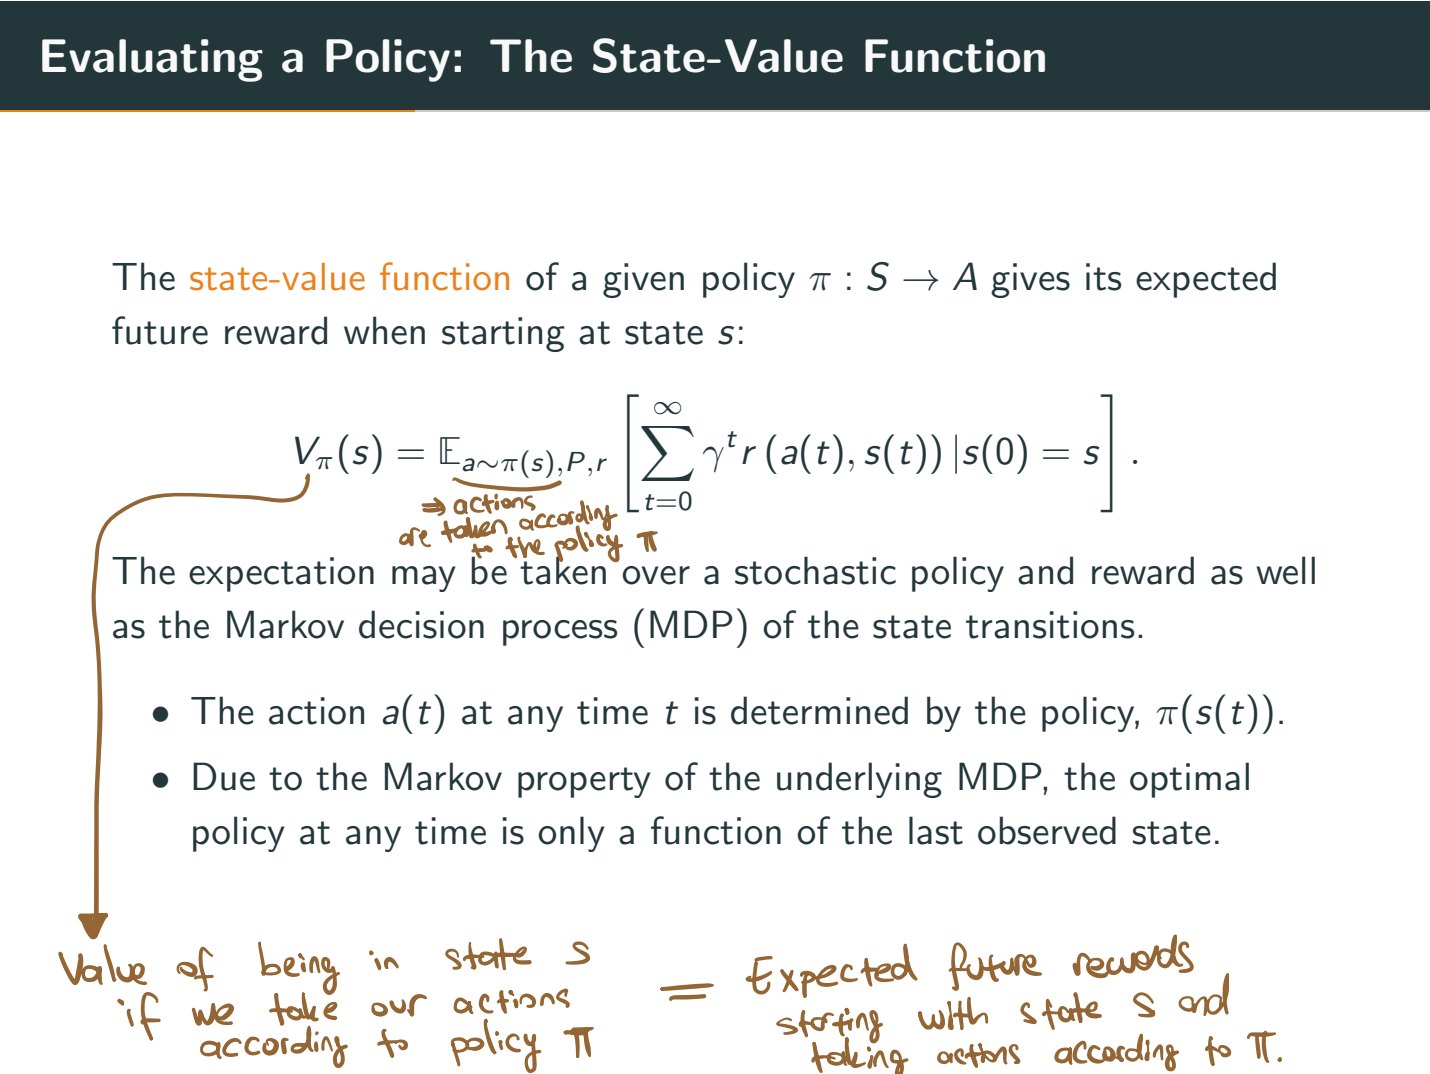 Evaluating a Policy: The State-Value Function
The state-value function of a given policy π : S → A gives its expected
future reward when starting at state s:
V_π(s) = 𝔼_{a∼π(s),P,r} [ ∑_{t=0}^{∞} γ^t r (a(t), s(t)) |s(0) = s ] .
⇒ actions
are taken according
to the policy π
The expectation may be taken over a stochastic policy and reward as well
as the Markov decision process (MDP) of the state transitions.
• The action a(t) at any time t is determined by the policy, π(s(t)).
• Due to the Markov property of the underlying MDP, the optimal
policy at any time is only a function of the last observed state.
Value of being in state s
if we take our actions
according to policy π
= Expected future rewards
starting with state s and
taking actions according to π.